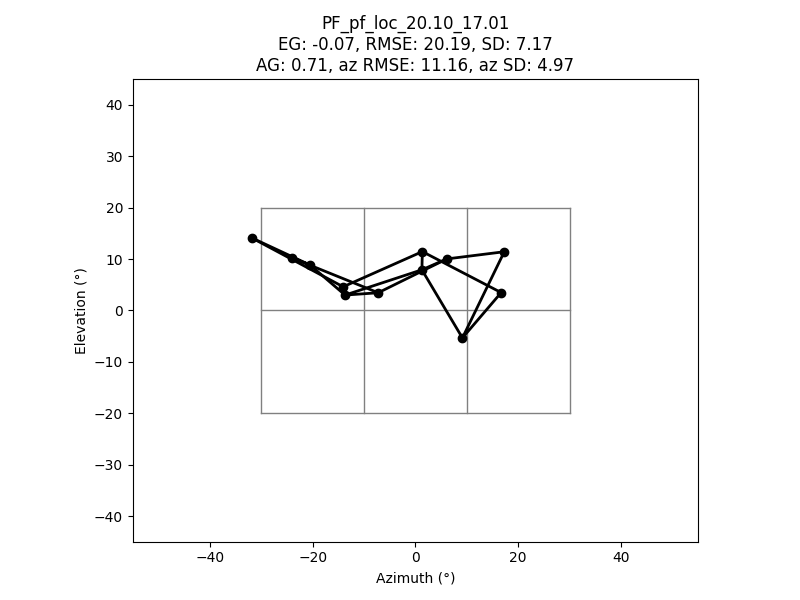 PF_pf_loc_20.10_17.01
EG: -0.07, RMSE: 20.19, SD: 7.17
AG: 0.71, az RMSE: 11.16, az SD: 4.97
40
30
20
10
0
−10
−20
−30
−40
Elevation (°)
−40 −20 0 20 40
Azimuth (°)